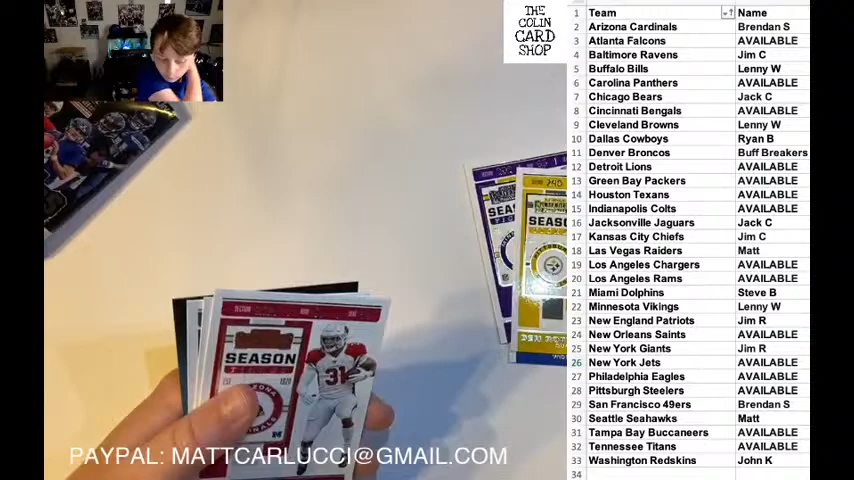 THE
COLIN
CARD
SHOP
1 Team Name
2 Arizona Cardinals Brendan S
3 Atlanta Falcons AVAILABLE
4 Baltimore Ravens Jim C
5 Buffalo Bills Lenny W
6 Carolina Panthers AVAILABLE
7 Chicago Bears Jack C
8 Cincinnati Bengals AVAILABLE
9 Cleveland Browns Lenny W
10 Dallas Cowboys Ryan B
11 Denver Broncos Buff Breakers
12 Detroit Lions AVAILABLE
13 Green Bay Packers AVAILABLE
14 Houston Texans AVAILABLE
15 Indianapolis Colts AVAILABLE
16 Jacksonville Jaguars Jack C
17 Kansas City Chiefs Jim C
18 Las Vegas Raiders Matt
19 Los Angeles Chargers AVAILABLE
20 Los Angeles Rams AVAILABLE
21 Miami Dolphins Steve B
22 Minnesota Vikings Lenny W
23 New England Patriots Jim R
24 New Orleans Saints AVAILABLE
25 New York Giants Jim R
26 New York Jets AVAILABLE
27 Philadelphia Eagles AVAILABLE
28 Pittsburgh Steelers AVAILABLE
29 San Francisco 49ers Brendan S
30 Seattle Seahawks Matt
31 Tampa Bay Buccaneers AVAILABLE
32 Tennessee Titans AVAILABLE
33 Washington Redskins John K
34
SEASON
31
PAYPAL: MATTCARLUCCI@GMAIL.COM